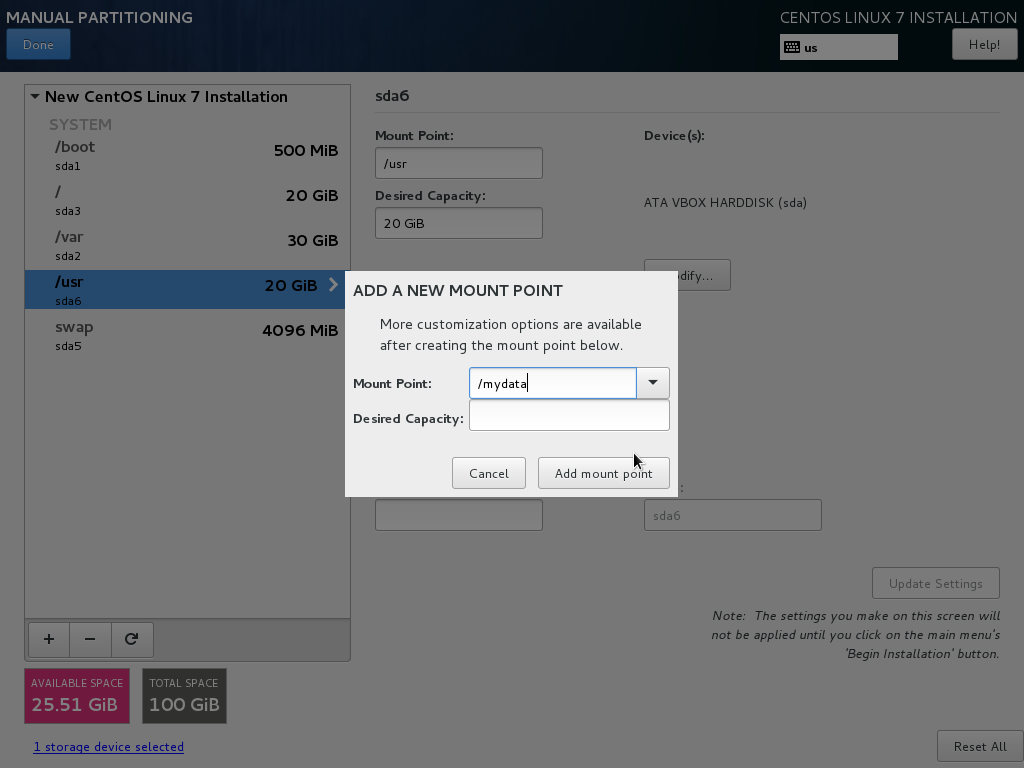 MANUAL PARTITIONING
CENTOS LINUX 7 INSTALLATION
Done
us
Help!
New CentOS Linux 7 Installation
SYSTEM
/boot
500 MiB
sda1
/
20 GiB
sda3
/var
30 GiB
sda2
/usr
20 GiB
sda6
swap
4096 MiB
sda5
sda6
Mount Point:
/usr
Desired Capacity:
20 GiB
Device(s):
ATA VBOX HARDDISK (sda)
dify...
ADD A NEW MOUNT POINT
More customization options are available
after creating the mount point below.
Mount Point:
/mydata
Desired Capacity:
Cancel
Add mount point
:
sda6
Update Settings
Note: The settings you make on this screen will
not be applied until you click on the main menu's
'Begin Installation' button.
+
−
AVAILABLE SPACE
25.51 GiB
TOTAL SPACE
100 GiB
1 storage device selected
Reset All